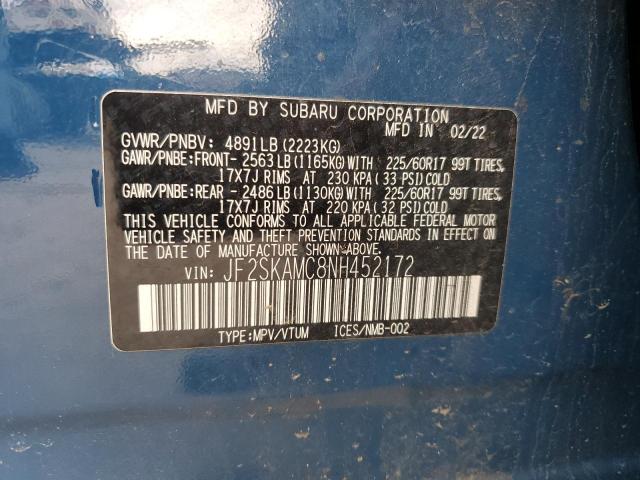 MFD BY SUBARU CORPORATION
MFD IN 02/22
GVWR/PNBV: 4891LB(2223KG)
GAWR/PNBE:FRONT- 2563LB(1165KG)WITH 225/60R17 99T TIRES,
17X7J RIMS AT 230 KPA(33 PSI)COLD
GAWR/PNBE:REAR - 2486LB(1130KG)WITH 225/60R17 99T TIRES,
17X7J RIMS AT 220 KPA(32 PSI)COLD
THIS VEHICLE CONFORMS TO ALL APPLICABLE FEDERAL MOTOR
VEHICLE SAFETY AND THEFT PREVENTION STANDARDS IN EFFECT ON
THE DATE OF MANUFACTURE SHOWN ABOVE.
VIN: JF2SKAMC8NH452172
TYPE:MPV/VTUM ICES/NMB-002